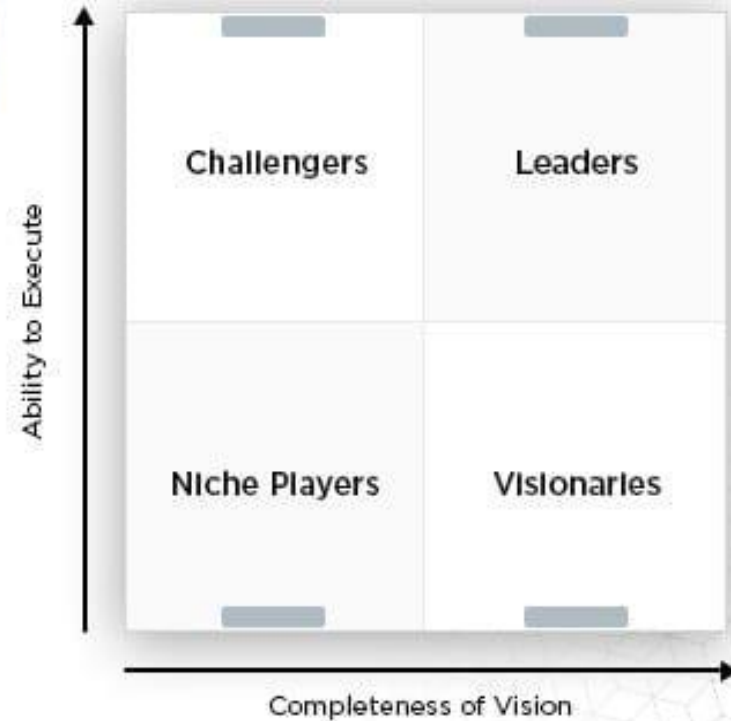 Challengers
Leaders
Ability to Execute
Niche Players
Visionaries
Completeness of Vision